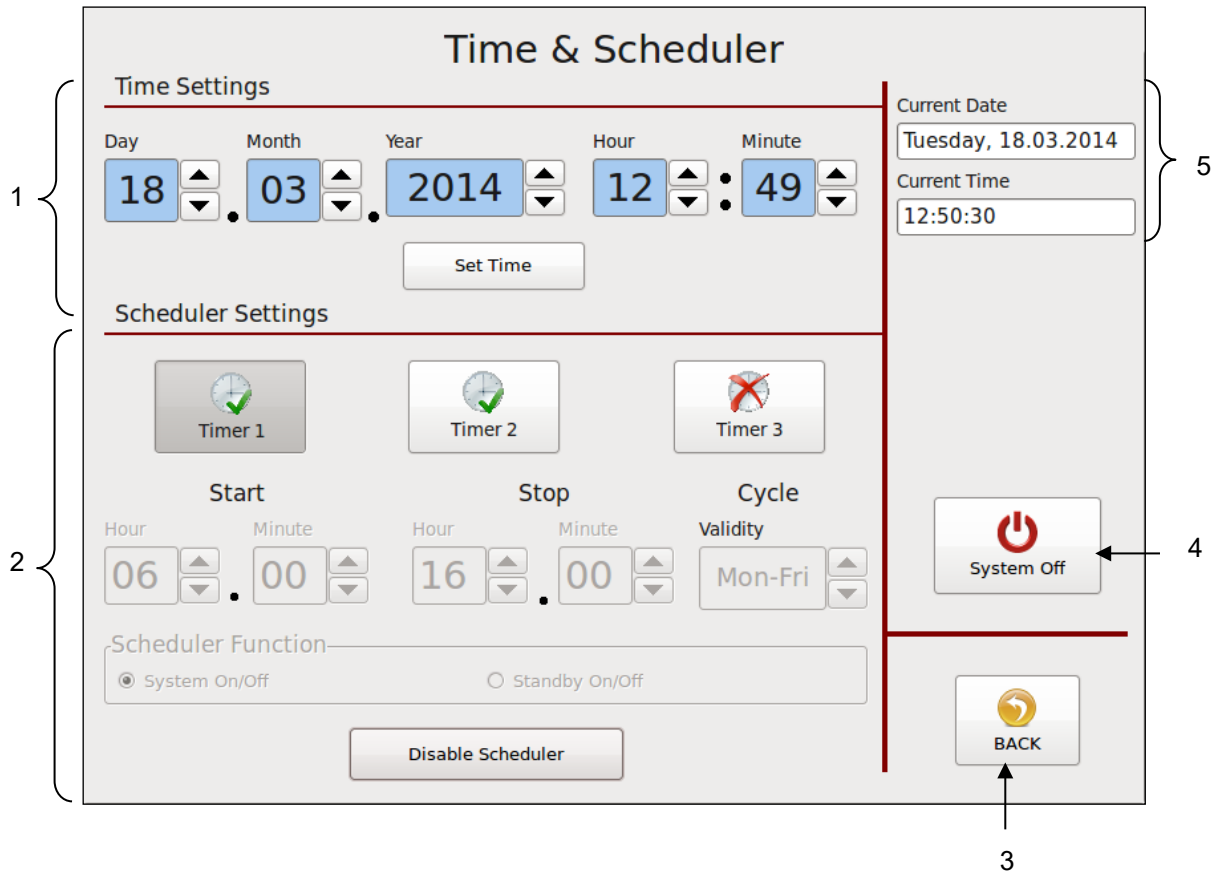 Time & Scheduler
Time Settings
Day Month Year Hour Minute
18 . 03 . 2014 12 : 49
Set Time
Current Date
Tuesday, 18.03.2014
Current Time
12:50:30
1
5
Scheduler Settings
Timer 1 Timer 2 Timer 3
Start Stop Cycle
Hour Minute Hour Minute Validity
06 . 00 16 . 00 Mon-Fri
Scheduler Function
System On/Off Standby On/Off
Disable Scheduler
2
System Off
4
BACK
3